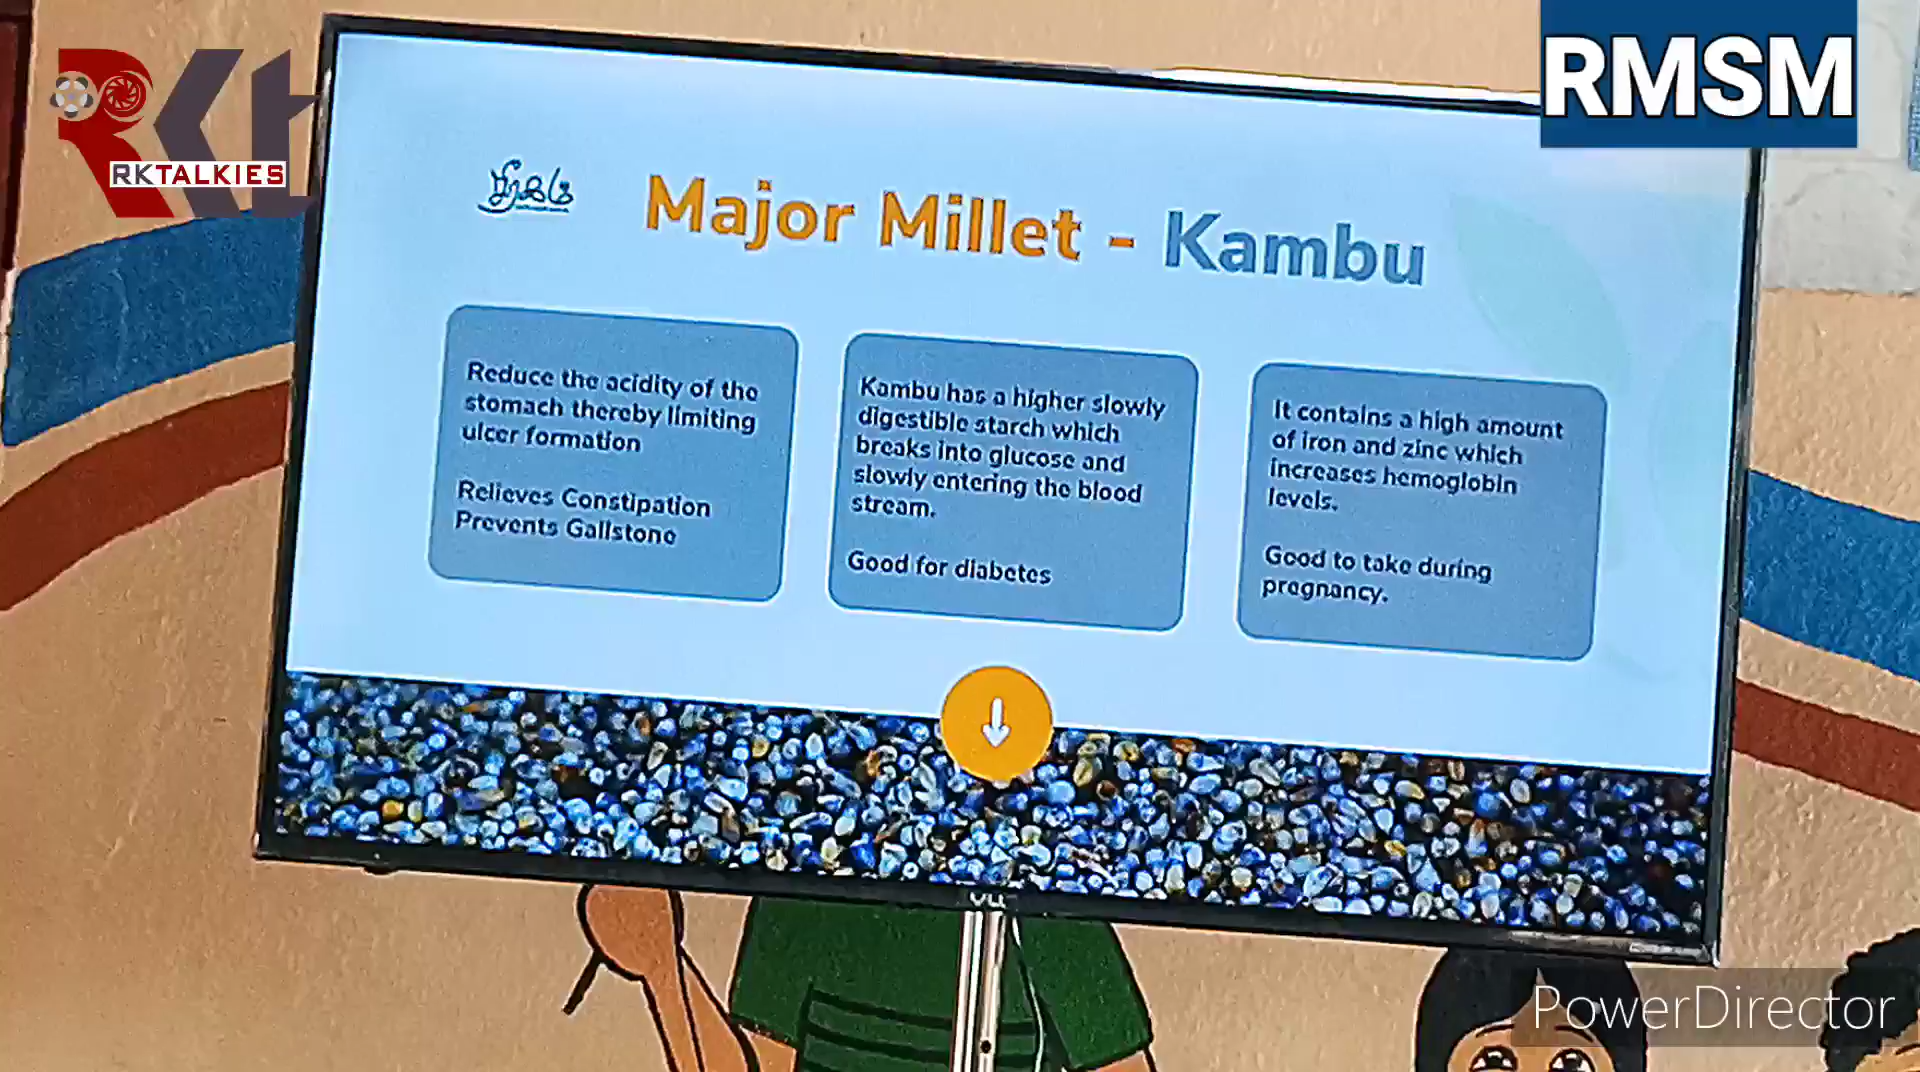 RKt
RKTALKIES
RMSM
Major Millet - Kambu
Reduce the acidity of the
stomach thereby limiting
ulcer formation
Relieves Constipation
Prevents Gallstone
Kambu has a higher slowly
digestible starch which
breaks into glucose and
slowly entering the blood
stream.
Good for diabetes
It contains a high amount
of iron and zinc which
increases hemoglobin
levels.
Good to take during
pregnancy.
PowerDirector